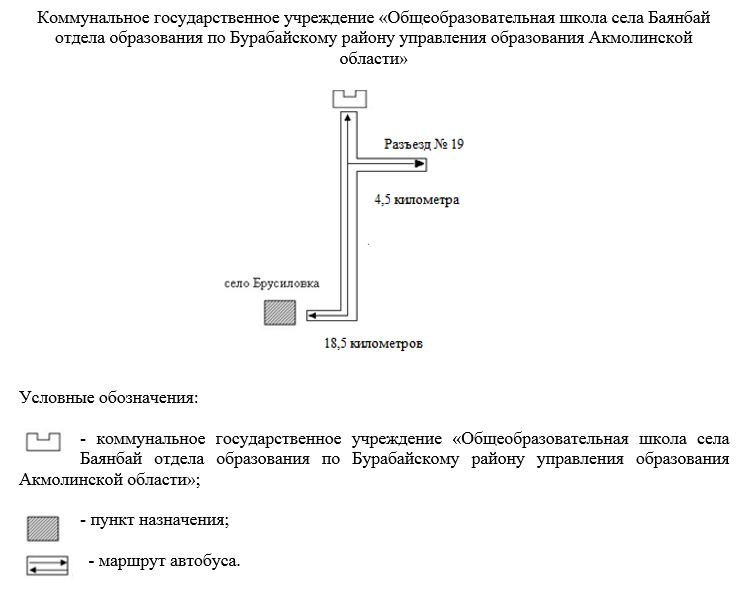 Коммунальное государственное учреждение «Общеобразовательная школа села Баянбай
отдела образования по Бурабайскому району управления образования Акмолинской
области»
Разъезд № 19
4,5 километра
село Брусиловка
18,5 километров
Условные обозначения:
- коммунальное государственное учреждение «Общеобразовательная школа села
Баянбай отдела образования по Бурабайскому району управления образования
Акмолинской области»;
- пункт назначения;
- маршрут автобуса.